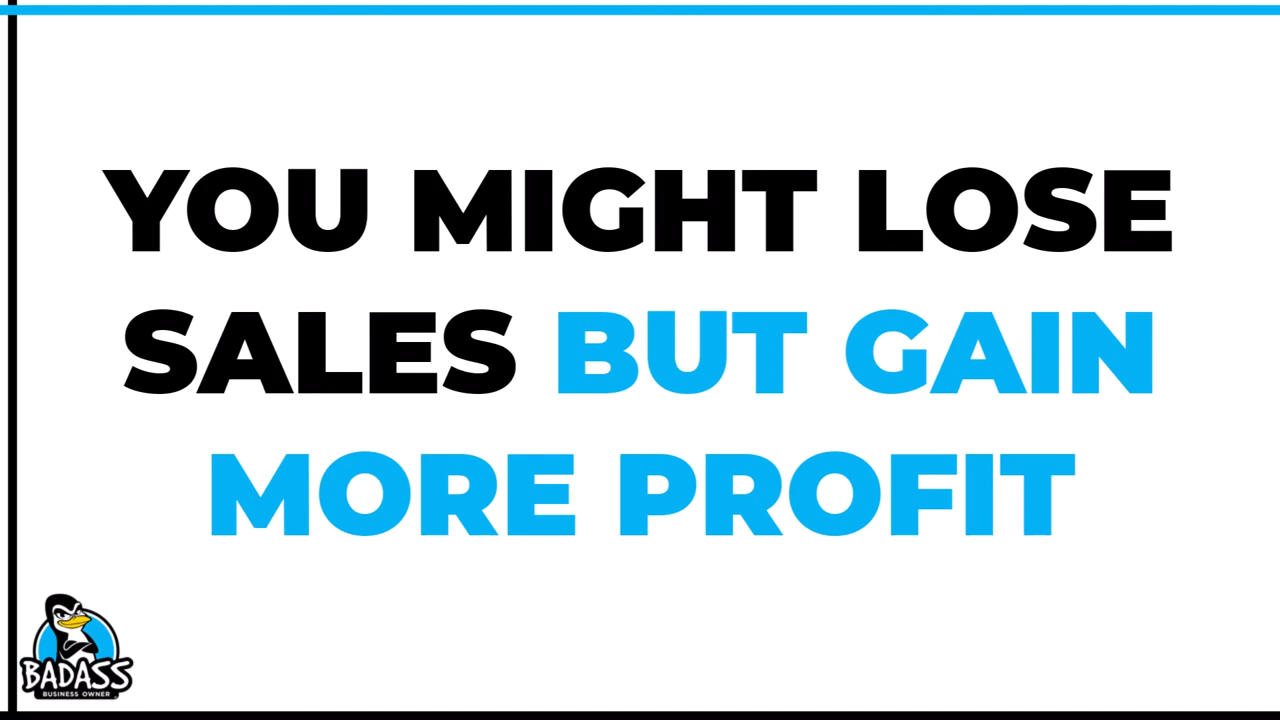 YOU MIGHT LOSE
SALES BUT GAIN
MORE PROFIT
BADASS
BUSINESS OWNER